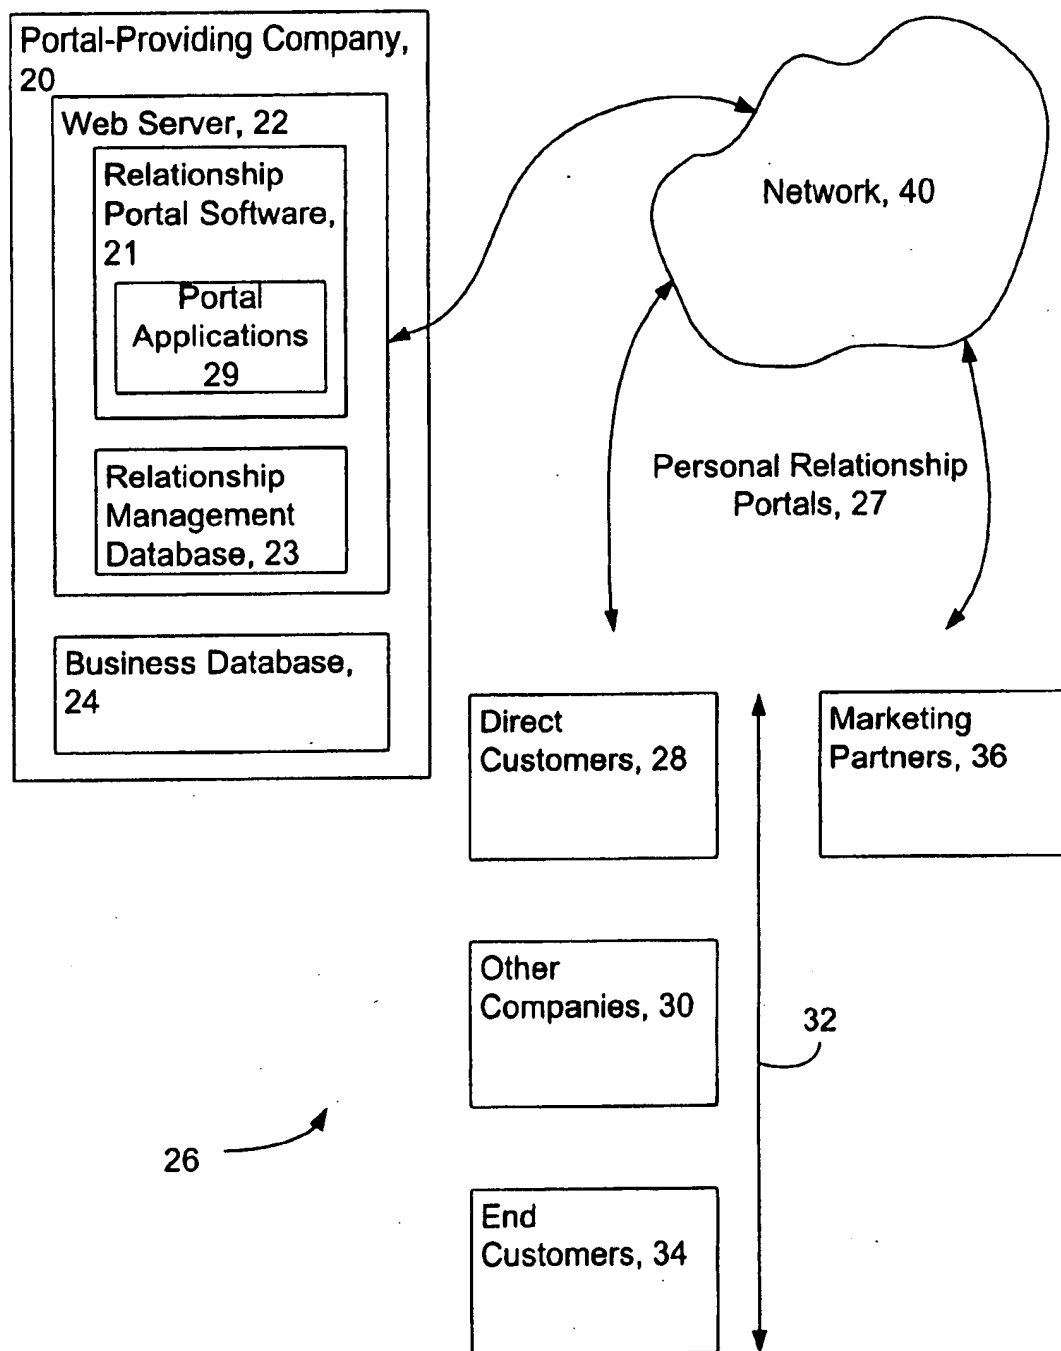 Portal-Providing Company,
20
Web Server, 22
Relationship
Portal Software,
21
Portal
Applications
29
Relationship
Management
Database, 23
Business Database,
24
Network, 40
Personal Relationship
Portals, 27
Direct
Customers, 28
Marketing
Partners, 36
Other
Companies, 30
32
26
End
Customers, 34